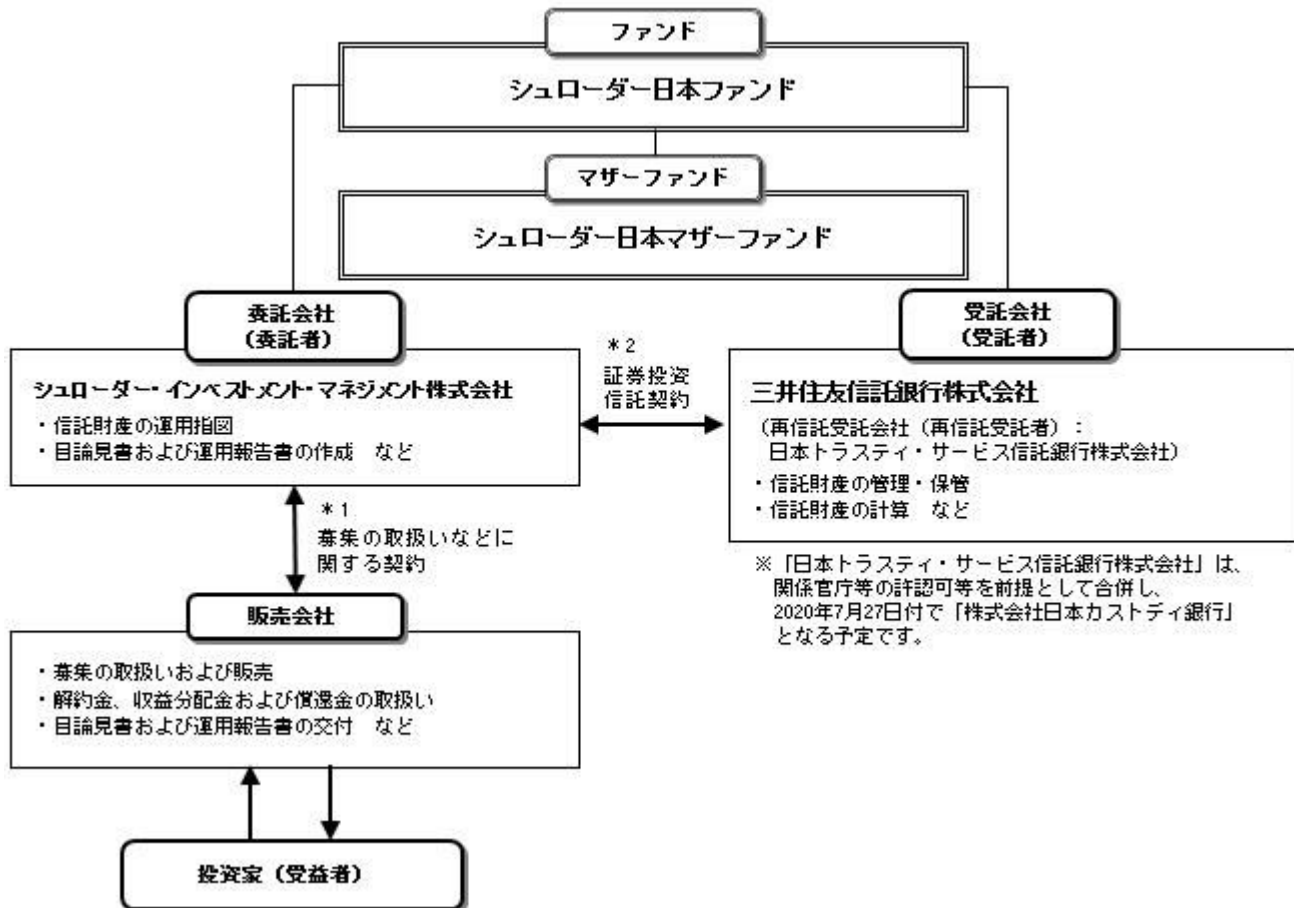 ファンド
シュローダー日本ファンド
マザーファンド
シュローダー日本マザーファンド
委託会社
(委託者)
シュローダー・インベストメント・マネジメント株式会社
・信託財産の運用指図
・目論見書および運用報告書の作成　など
*2
証券投資
信託契約
受託会社
(受託者)
三井住友信託銀行株式会社
(再信託受託会社(再信託受託者):
日本トラスティ・サービス信託銀行株式会社)
・信託財産の管理・保管
・信託財産の計算　など
※「日本トラスティ・サービス信託銀行株式会社」は、
関係官庁等の許認可等を前提として合併し、
2020年7月27日付で「株式会社日本カストディ銀行」
となる予定です。
*1
募集の取扱いなどに
関する契約
販売会社
・募集の取扱いおよび販売
・解約金、収益分配金および償還金の取扱い
・目論見書および運用報告書の交付　など
投資家(受益者)